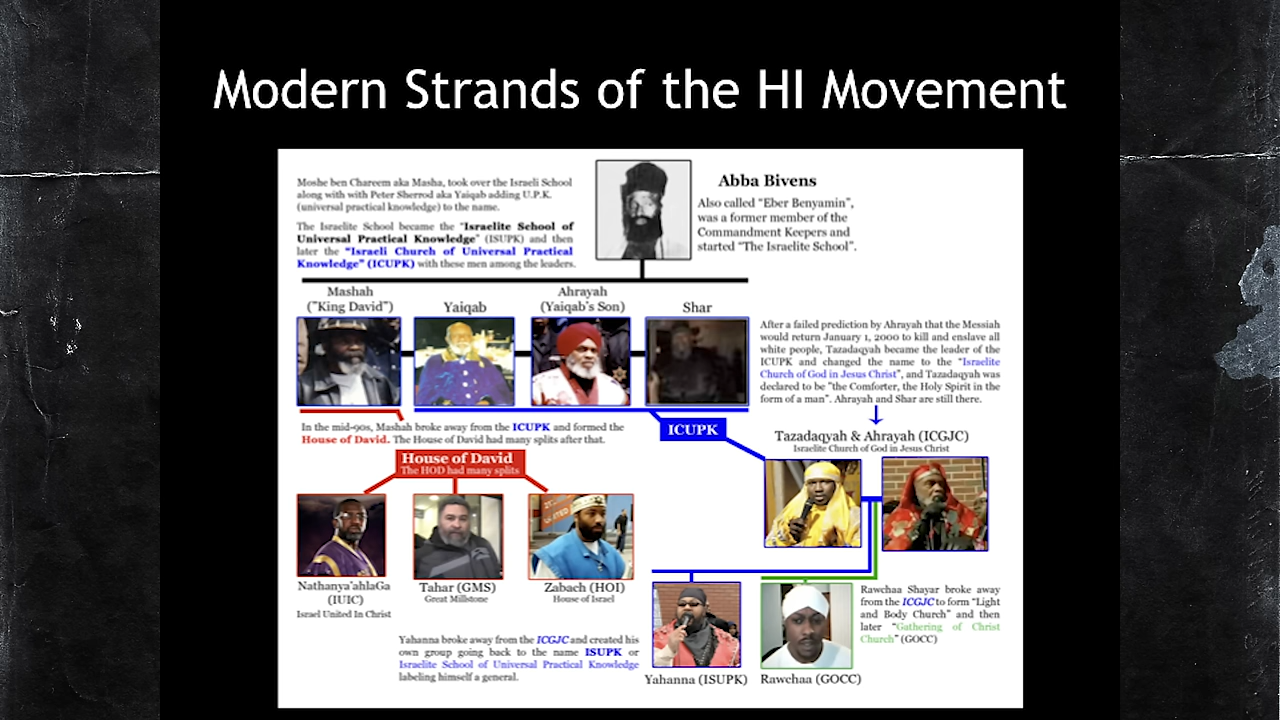 Modern Strands of the HI Movement
Moshe ben Chareem aka Masha, took over the Israeli School
along with with Peter Sherrod aka Yaiqab adding U.P.K.
(universal practical knowledge) to the name.
The Israelite School became the "Israelite School of
Universal Practical Knowledge" (ISUPK) and then
later the "Israeli Church of Universal Practical
Knowledge" (ICUPK) with these men among the leaders.
Abba Bivens
Also called "Eber Benyamin",
was a former member of the
Commandment Keepers and
started "The Israelite School".
Mashah
("King David")
Yaiqab
Ahrayah
(Yaiqab's Son)
Shar
After a failed prediction by Ahrayah that the Messiah
would return January 1, 2000 to kill and enslave all
white people, Tazadaqyah became the leader of the
ICUPK and changed the name to the "Israelite
Church of God in Jesus Christ", and Tazadaqyah was
declared to be "the Comforter, the Holy Spirit in the
form of a man". Ahrayah and Shar are still there.
In the mid-90s, Mashah broke away from the ICUPK and formed the
House of David. The House of David had many splits after that.
ICUPK
Tazadaqyah & Ahrayah (ICGJC)
Israelite Church of God in Jesus Christ
House of David
The HOD had many splits
UNITED
Nathanya'ahlaGa
(IUIC)
Israel United In Christ
Tahar (GMS)
Great Millstone
Zabach (HOI)
House of Israel
Rawchaa Shayar broke away
from the ICGJC to form "Light
and Body Church" and then
later "Gathering of Christ
Church" (GOCC)
Yahanna broke away from the ICGJC and created his
own group going back to the name ISUPK or
Israelite School of Universal Practical Knowledge
labeling himself a general.
Yahanna (ISUPK)
Rawchaa (GOCC)